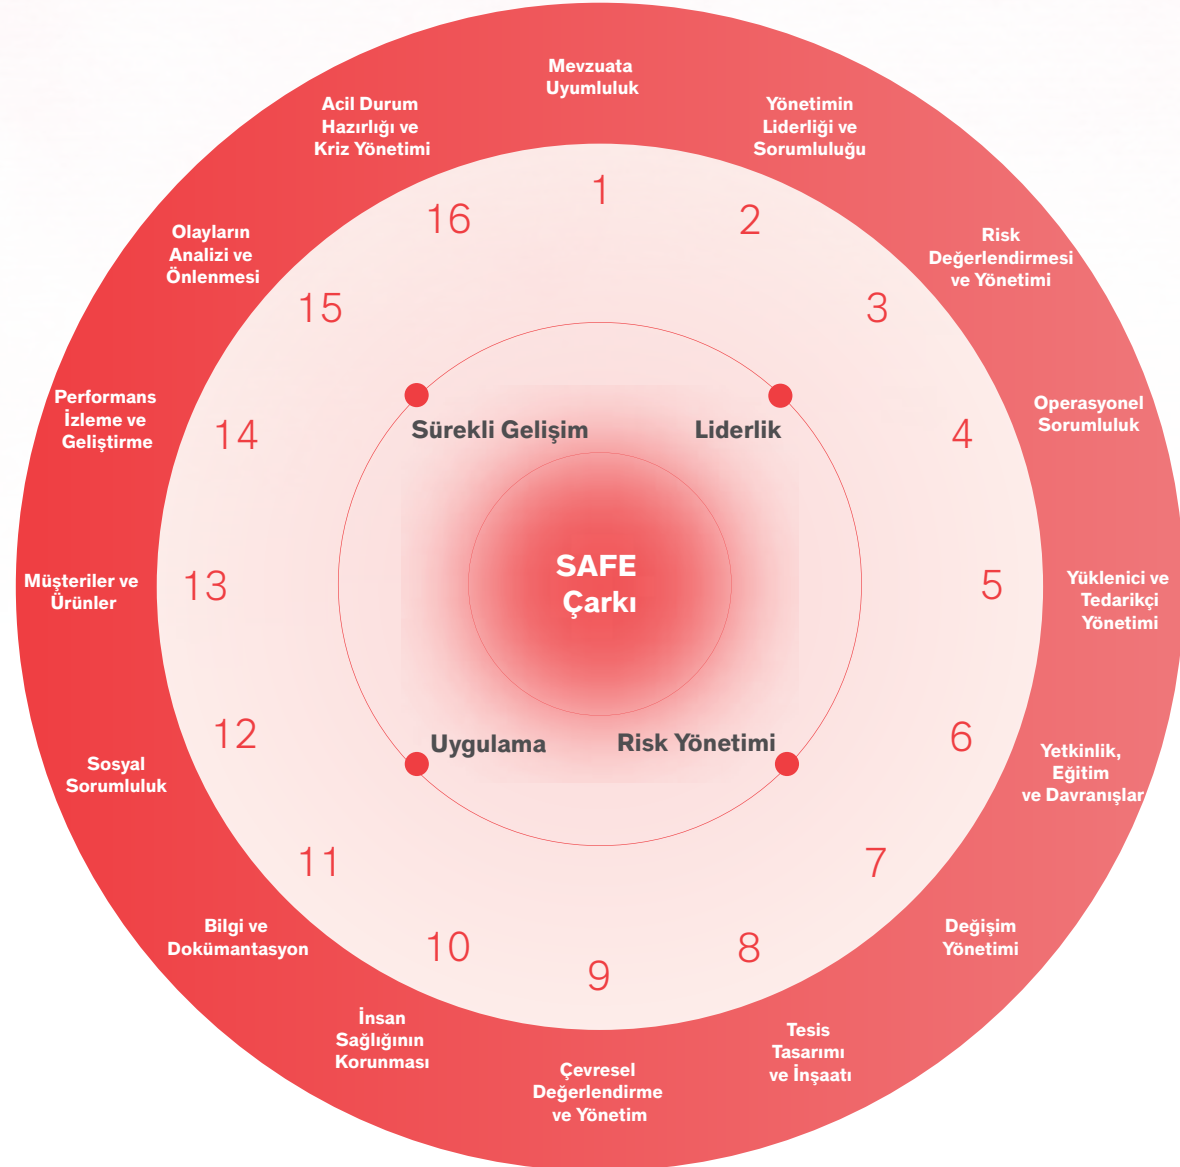 Mevzuata
Uyumluluk
1
Yönetimin
Liderliği ve
Sorumluluğu
2
Risk
Değerlendirmesi
ve Yönetimi
3
Operasyonel
Sorumluluk
4
Yüklenici ve
Tedarikçi
Yönetimi
5
Yetkinlik,
Eğitim
ve Davranışlar
6
Değişim
Yönetimi
7
Tesis
Tasarımı
ve İnşaatı
8
Çevresel
Değerlendirme
ve Yönetim
9
İnsan
Sağlığının
Korunması
10
Bilgi ve
Dokümantasyon
11
Sosyal
Sorumluluk
12
Müşteriler ve
Ürünler
13
Performans
İzleme ve
Geliştirme
14
Olayların
Analizi ve
Önlenmesi
15
Acil Durum
Hazırlığı ve
Kriz Yönetimi
16
Sürekli Gelişim
Liderlik
SAFE
Çarkı
Uygulama
Risk Yönetimi